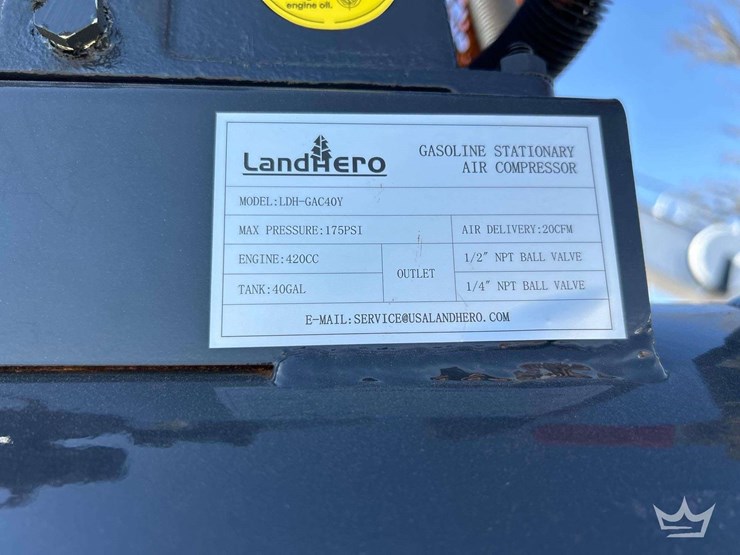 engine oil.
LandHero
GASOLINE STATIONARY
AIR COMPRESSOR
MODEL:LDH-GAC40Y
MAX PRESSURE:175PSI
AIR DELIVERY:20CFM
ENGINE:420CC
OUTLET
1/2" NPT BALL VALVE
TANK:40GAL
1/4" NPT BALL VALVE
E-MAIL:SERVICE@USALANDHERO.COM